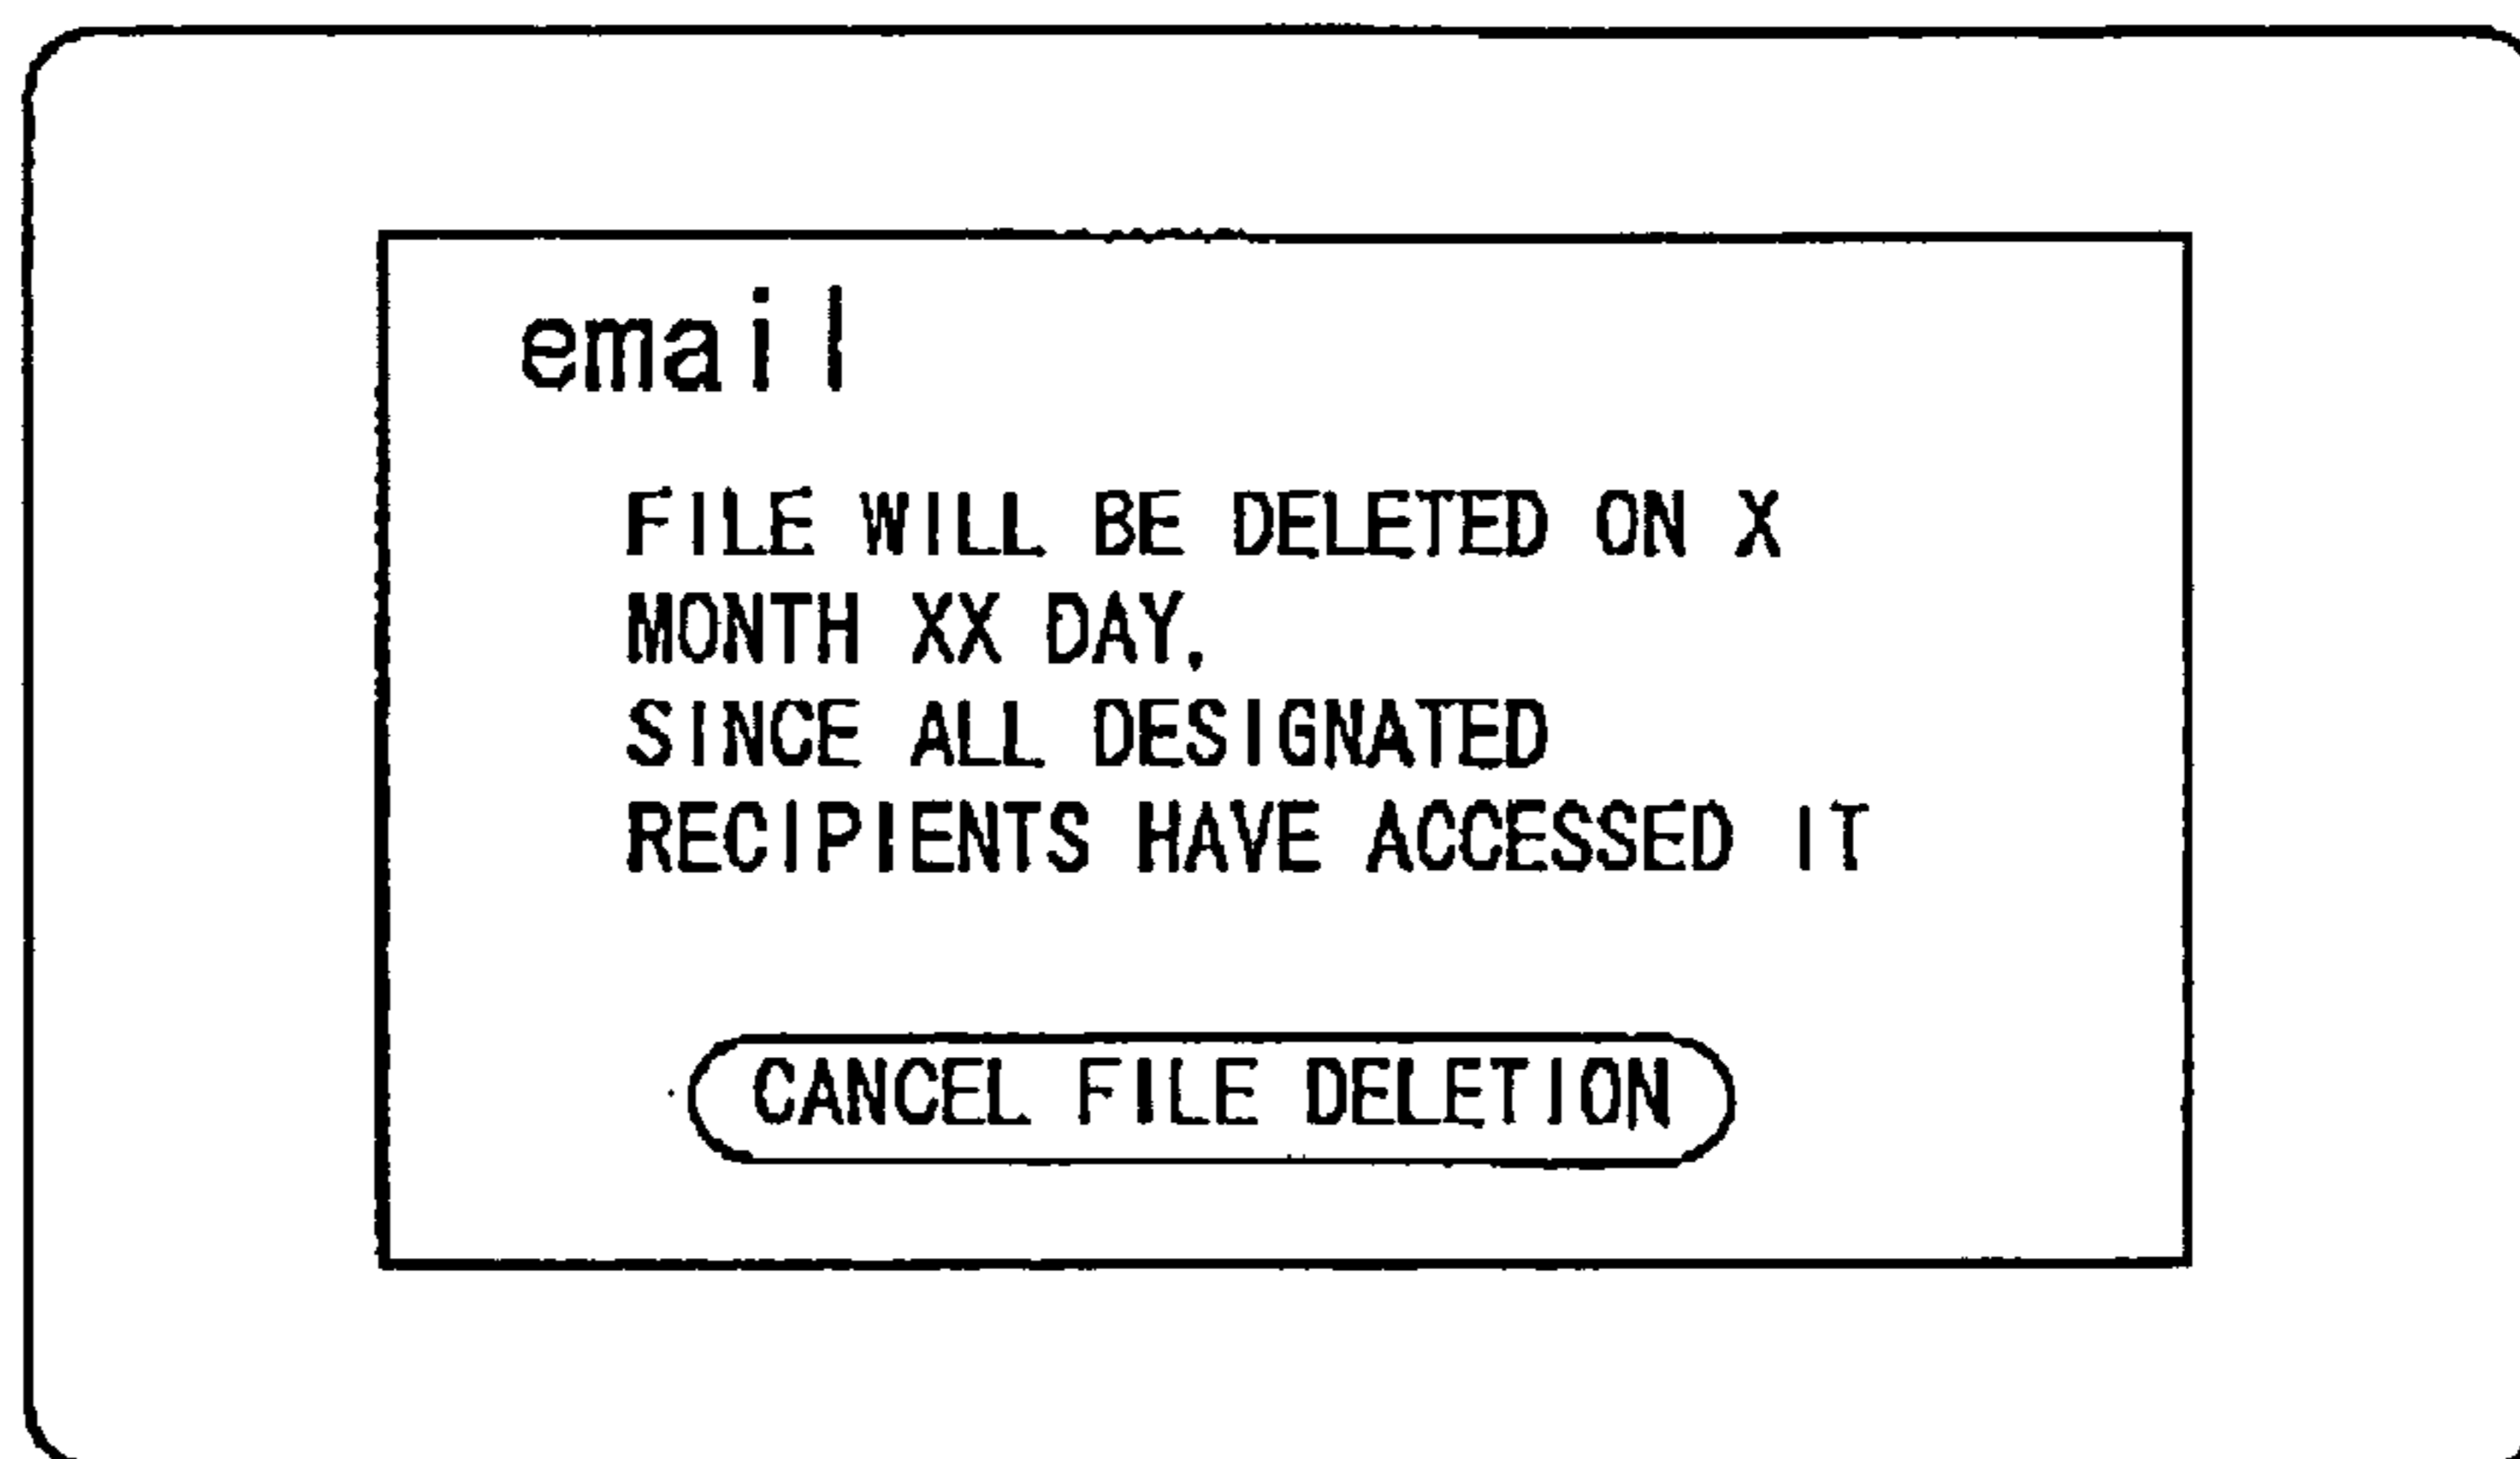 email
FILE WILL BE DELETED ON X
MONTH XX DAY,
SINCE ALL DESIGNATED
RECIPIENTS HAVE ACCESSED IT
CANCEL FILE DELETION